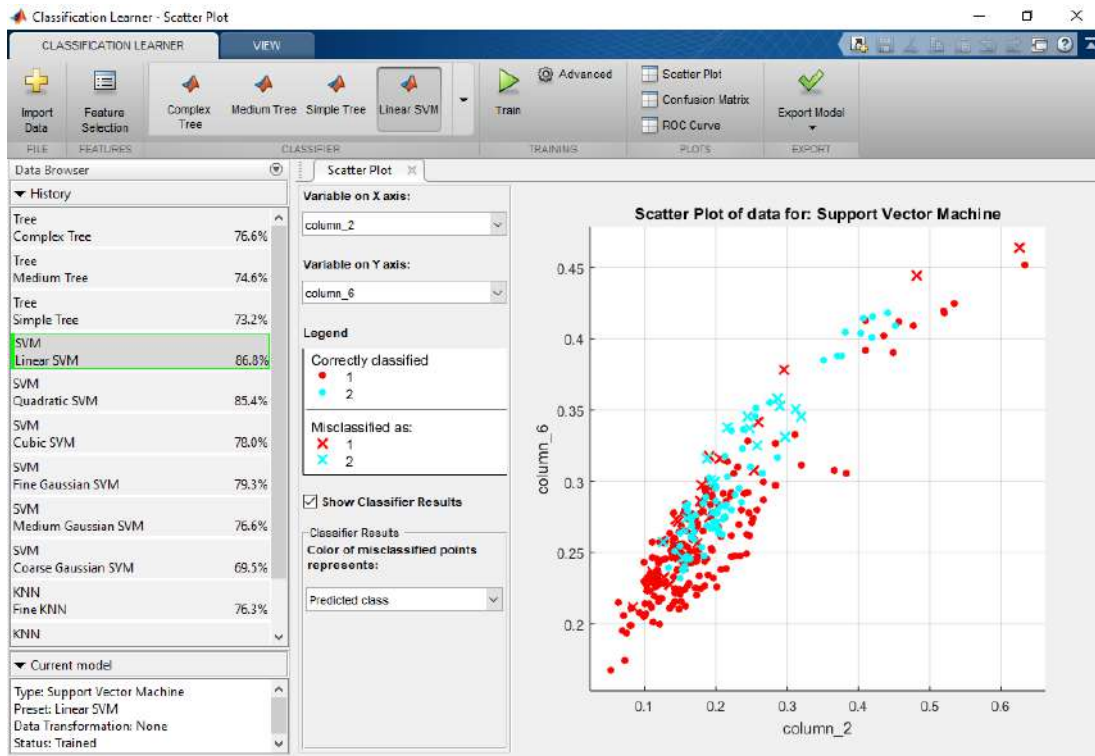 Classification Learner - Scatter Plot
CLASSIFICATION LEARNER
VIEW
Import
Data
Feature
Selection
Complex
Tree
Medium Tree
Simple Tree
Linear SVM
Train
Advanced
Scatter Plot
Confusion Matrix
ROC Curve
Export Model
FILE
FEATURES
CLASSIFIER
TRAINING
PLOTS
EXPORT
Data Browser
History
Tree
Complex Tree 76.6%
Tree
Medium Tree 74.6%
Tree
Simple Tree 73.2%
SVM
Linear SVM 86.8%
SVM
Quadratic SVM 85.4%
SVM
Cubic SVM 78.0%
SVM
Fine Gaussian SVM 79.3%
SVM
Medium Gaussian SVM 76.6%
SVM
Coarse Gaussian SVM 69.5%
KNN
Fine KNN 76.3%
KNN
Current model
Type: Support Vector Machine
Preset: Linear SVM
Data Transformation: None
Status: Trained
Scatter Plot
Variable on X axis:
column_2
Variable on Y axis:
column_6
Legend
Correctly classified
1
2
Misclassified as:
1
2
Show Classifier Results
Classifier Results
Color of misclassified points
represents:
Predicted class
Scatter Plot of data for: Support Vector Machine
0.45
0.4
0.35
0.3
0.25
0.2
column_6
0.1 0.2 0.3 0.4 0.5 0.6
column_2